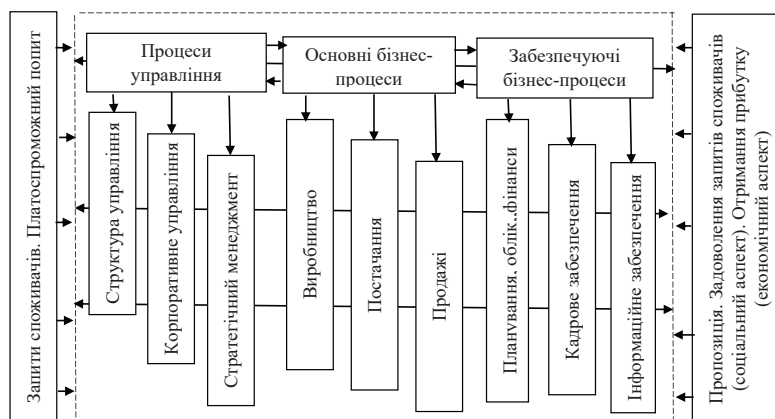 Запити споживачів. Платоспроможний попит
Процеси
управління
Основні бізнес-
процеси
Забезпечуючі
бізнес-процеси
Структура управління
Корпоративне управління
Стратегічний менеджмент
Виробництво
Постачання
Продажі
Планування. облік..фінанси
Кадрове забезпечення
Інформаційне забезпечення
Пропозиція. Задоволення запитів споживачів
(соціальний аспект). Отримання прибутку
(економічний аспект)